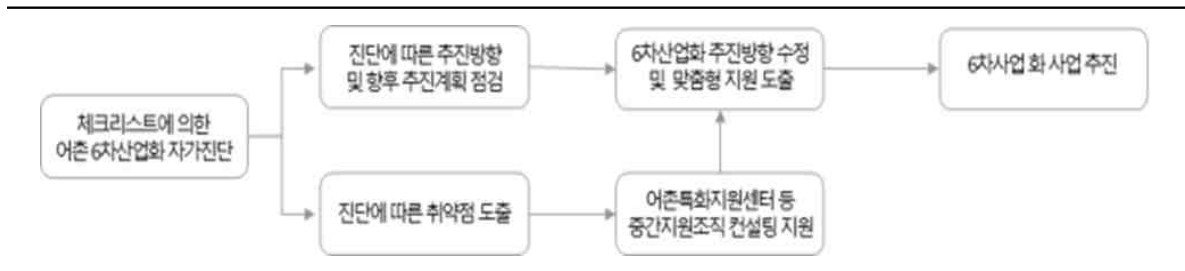 체크리스트에 의한
어촌 6차산업화 자가진단
진단에 따른 추진방향
및 향후 추진계획 점검
6차산업화 추진방향 수정
및 맞춤형 지원 도출
6차사업 화 사업 추진
진단에 따른 취약점 도출
어촌특화지원센터 등
중간지원조직 컨설팅 지원